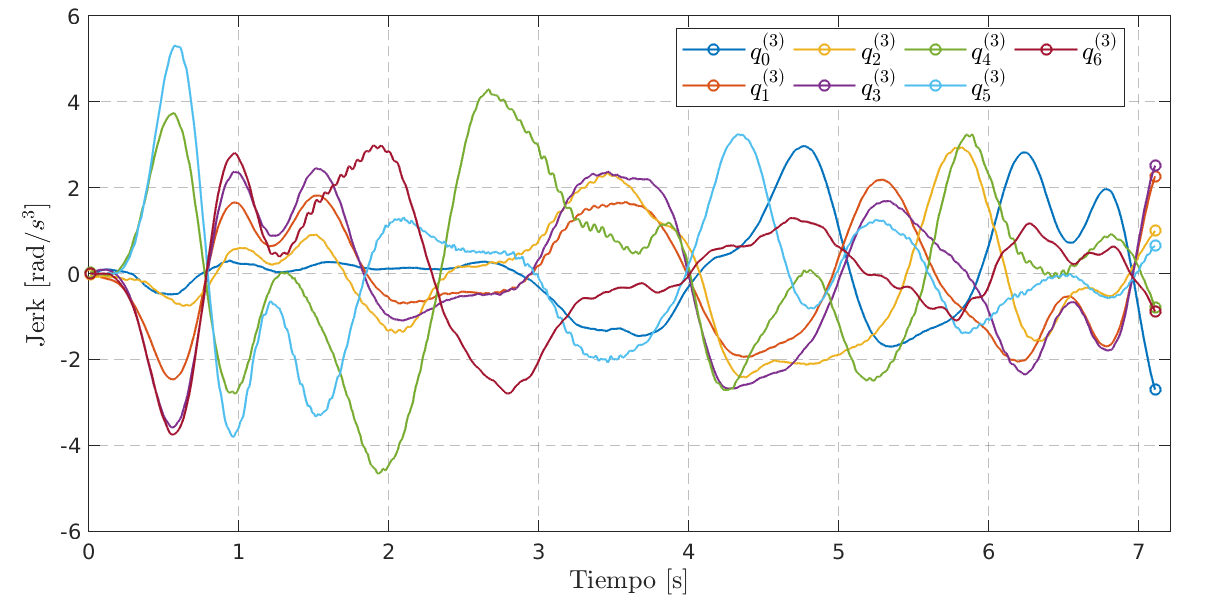 6
4
2
0
-2
-4
-6
Jerk [rad/s³]
q₀⁽³⁾ q₂⁽³⁾ q₄⁽³⁾ q₆⁽³⁾
q₁⁽³⁾ q₃⁽³⁾ q₅⁽³⁾
0 1 2 3 4 5 6 7
Tiempo [s]